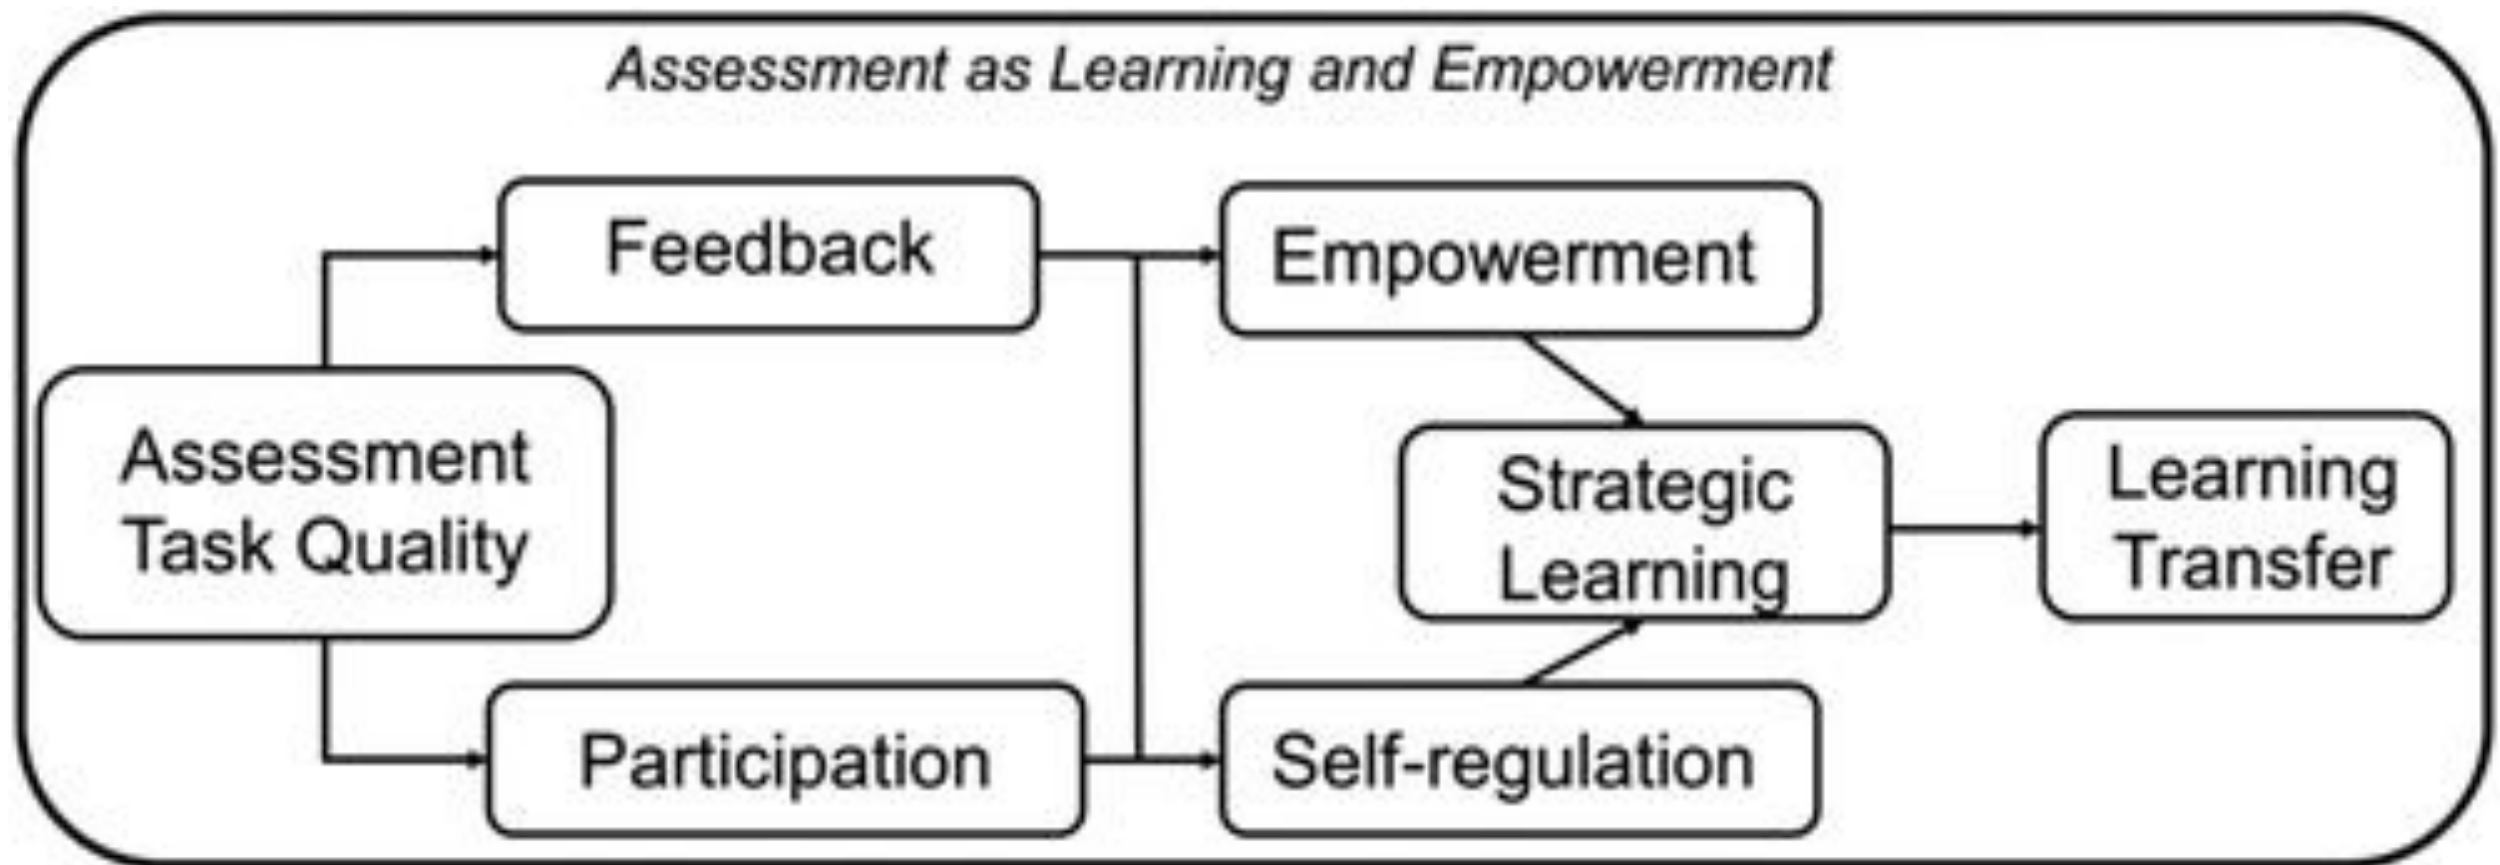 Assessment as Learning and Empowerment
Feedback
Empowerment
Assessment
Task Quality
Strategic
Learning
Learning
Transfer
Participation
Self-regulation